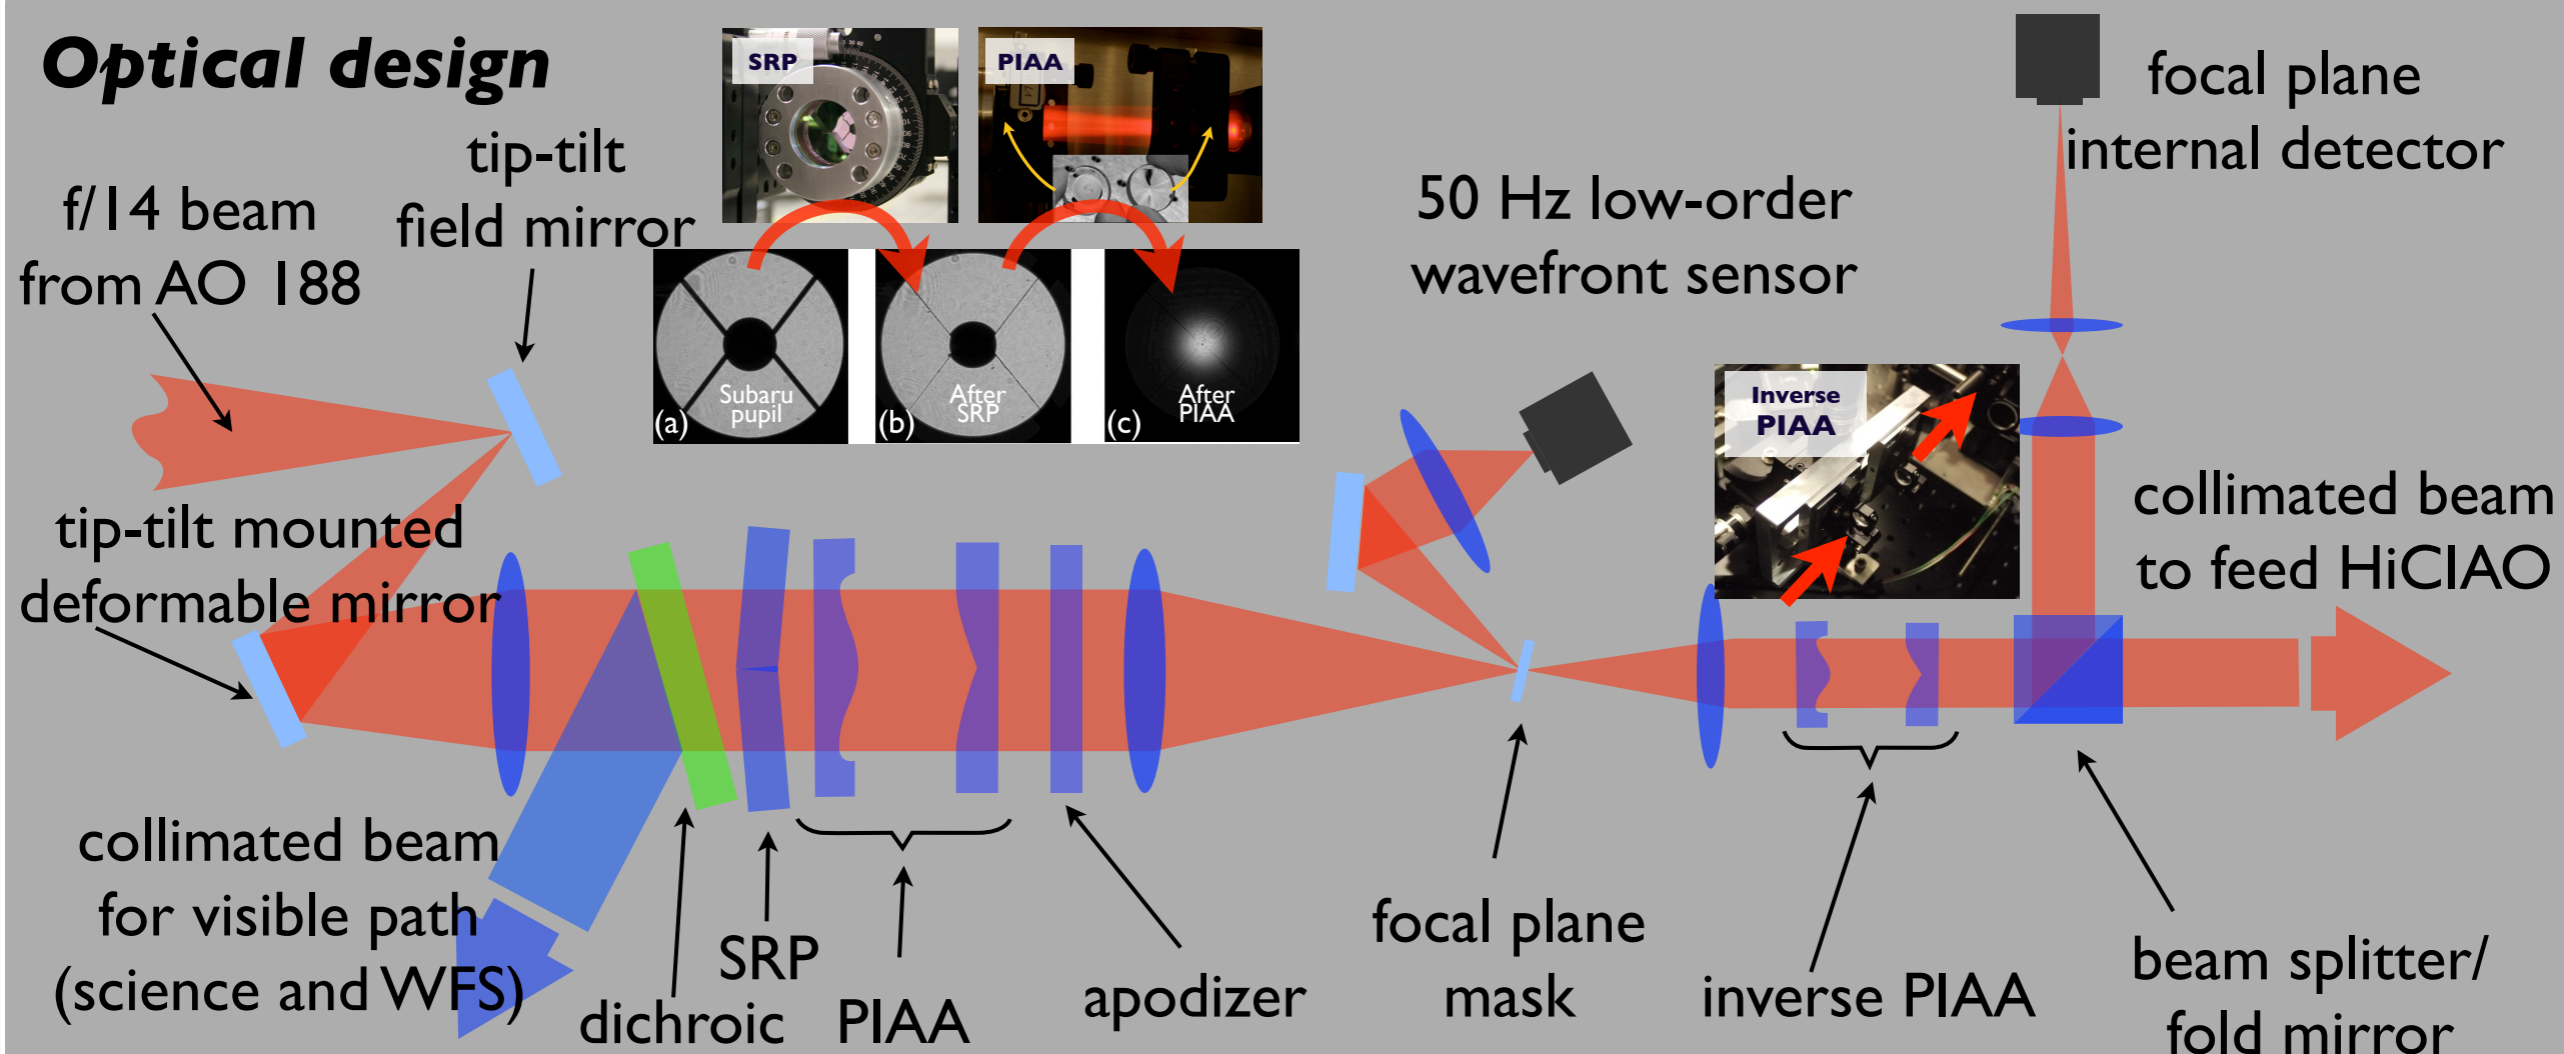 Optical design
SRP
PIAA
focal plane
internal detector
tip-tilt
field mirror
f/14 beam
from AO 188
50 Hz low-order
wavefront sensor
Subaru
pupil
(a)
After
SRP
(b)
After
PIAA
(c)
Inverse
PIAA
tip-tilt mounted
deformable mirror
collimated beam
to feed HiCIAO
collimated beam
for visible path
(science and WFS)
dichroic
SRP
PIAA
apodizer
focal plane
mask
inverse PIAA
beam splitter/
fold mirror